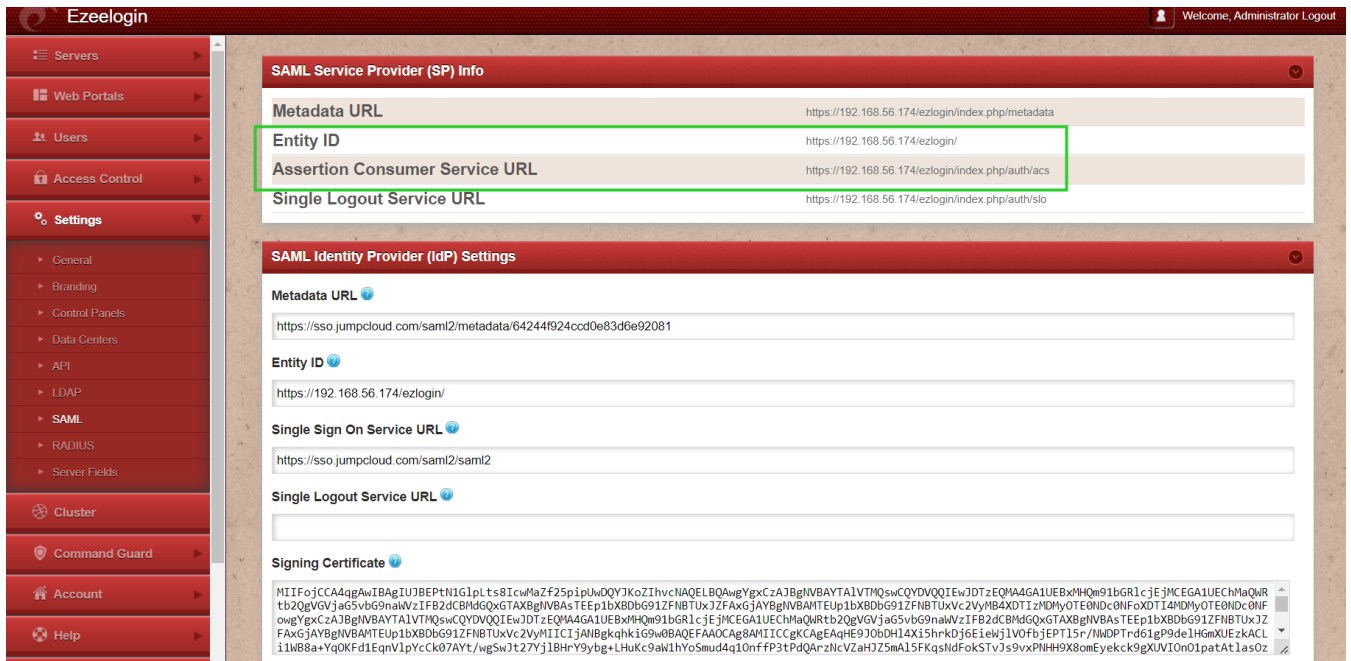 Ezeelogin
Welcome, Administrator Logout
Servers
Web Portals
Users
Access Control
Settings
General
Branding
Control Panels
Data Centers
API
LDAP
SAML
RADIUS
Server Fields
Cluster
Command Guard
Account
Help
SAML Service Provider (SP) Info
Metadata URL https://192.168.56.174/ezlogin/index.php/metadata
Entity ID https://192.168.56.174/ezlogin/
Assertion Consumer Service URL https://192.168.56.174/ezlogin/index.php/auth/acs
Single Logout Service URL https://192.168.56.174/ezlogin/index.php/auth/slo
SAML Identity Provider (IdP) Settings
Metadata URL
https://sso.jumpcloud.com/saml2/metadata/64244f924ccd0e83d6e92081
Entity ID
https://192.168.56.174/ezlogin/
Single Sign On Service URL
https://sso.jumpcloud.com/saml2/saml2
Single Logout Service URL
Signing Certificate